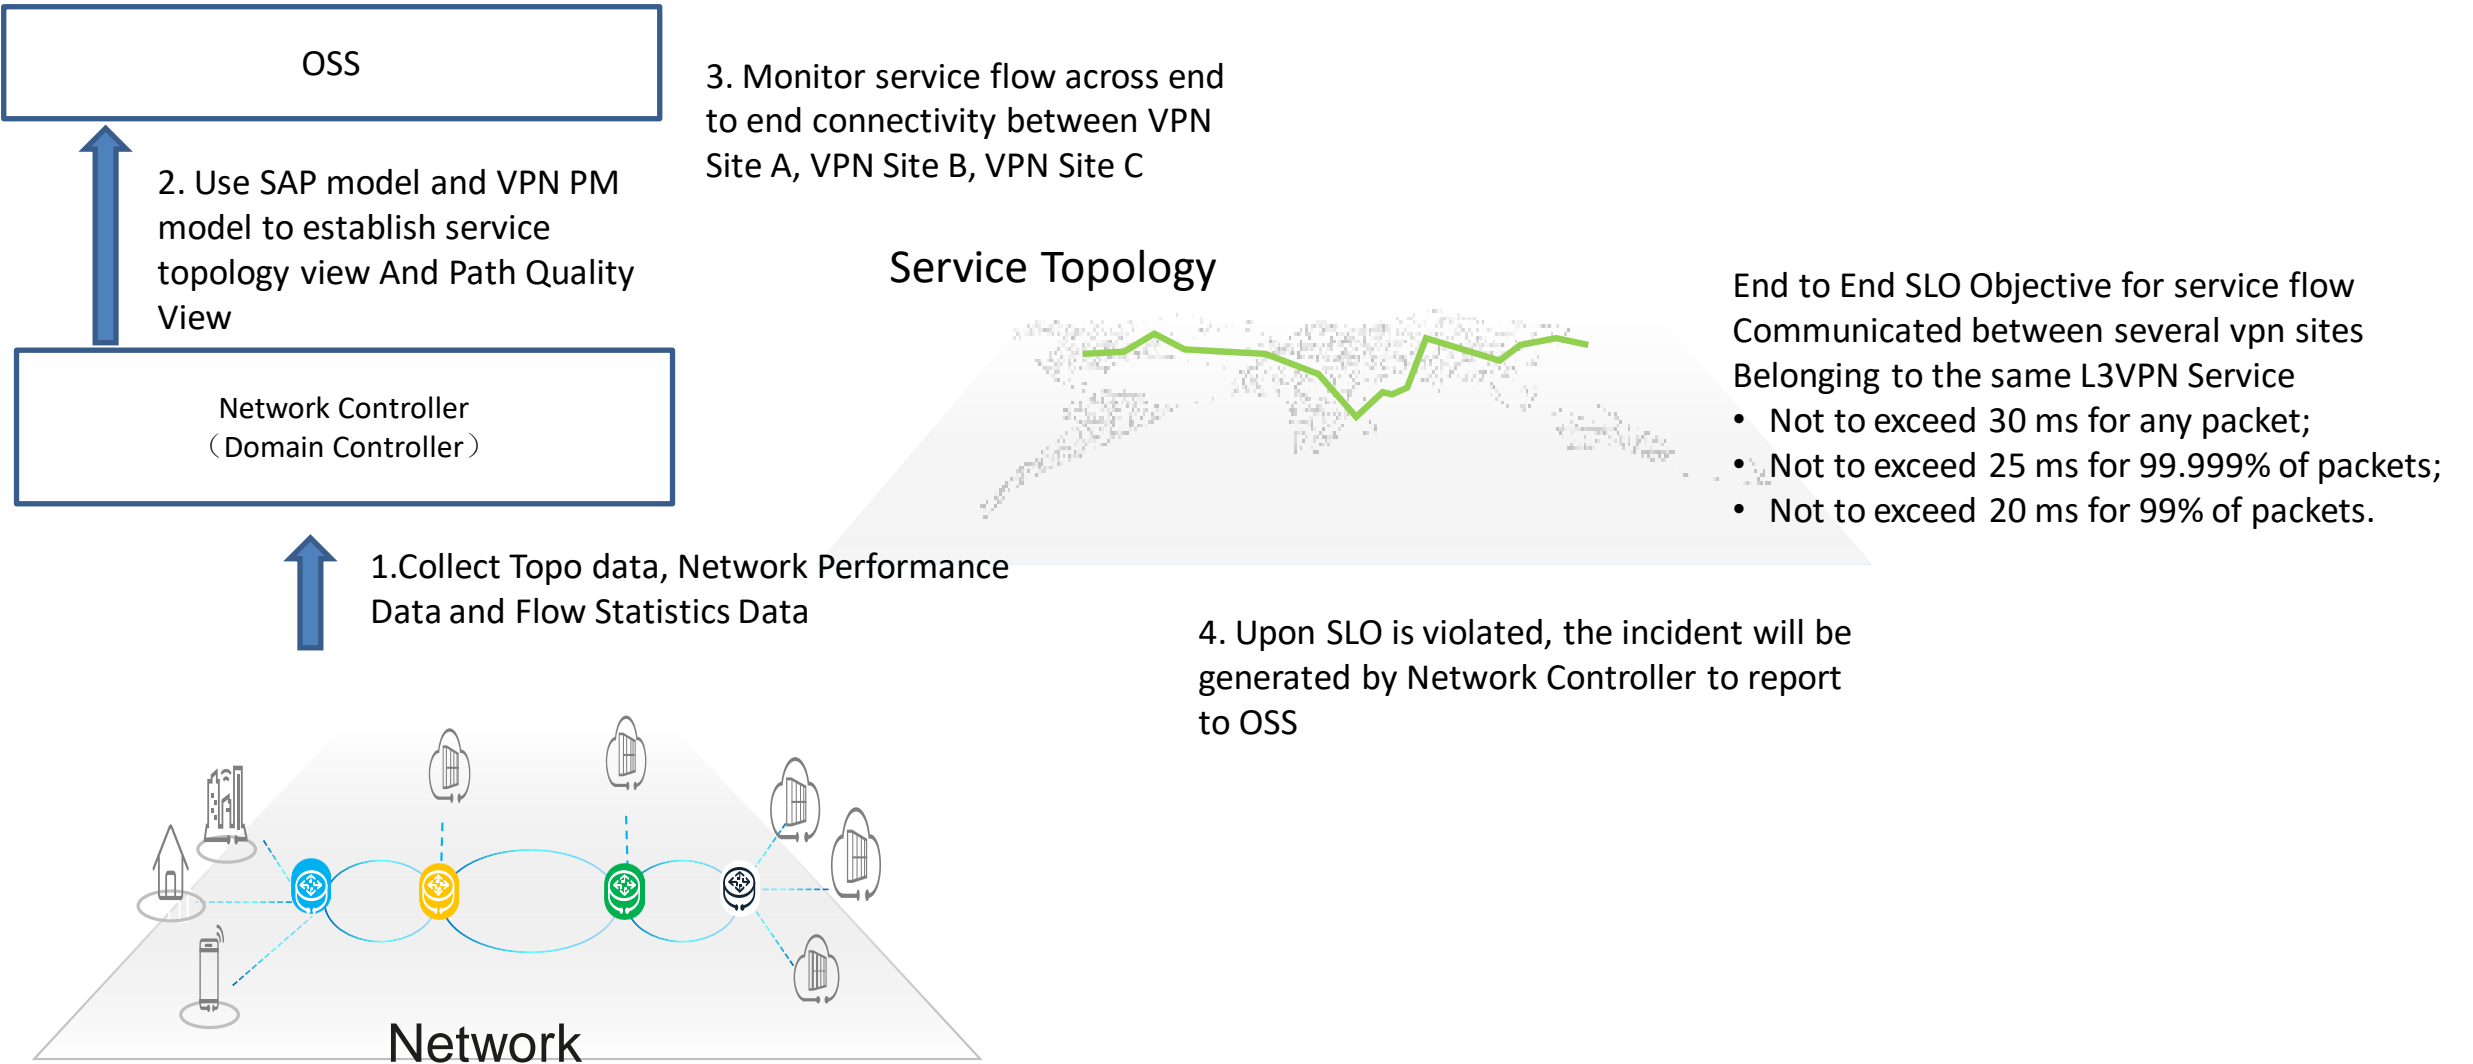 OSS
2. Use SAP model and VPN PM
model to establish service
topology view And Path Quality
View
Network Controller
（Domain Controller）
1.Collect Topo data, Network Performance
Data and Flow Statistics Data
Network
3. Monitor service flow across end
to end connectivity between VPN
Site A, VPN Site B, VPN Site C
Service Topology
End to End SLO Objective for service flow
Communicated between several vpn sites
Belonging to the same L3VPN Service
• Not to exceed 30 ms for any packet;
• Not to exceed 25 ms for 99.999% of packets;
• Not to exceed 20 ms for 99% of packets.
4. Upon SLO is violated, the incident will be
generated by Network Controller to report
to OSS